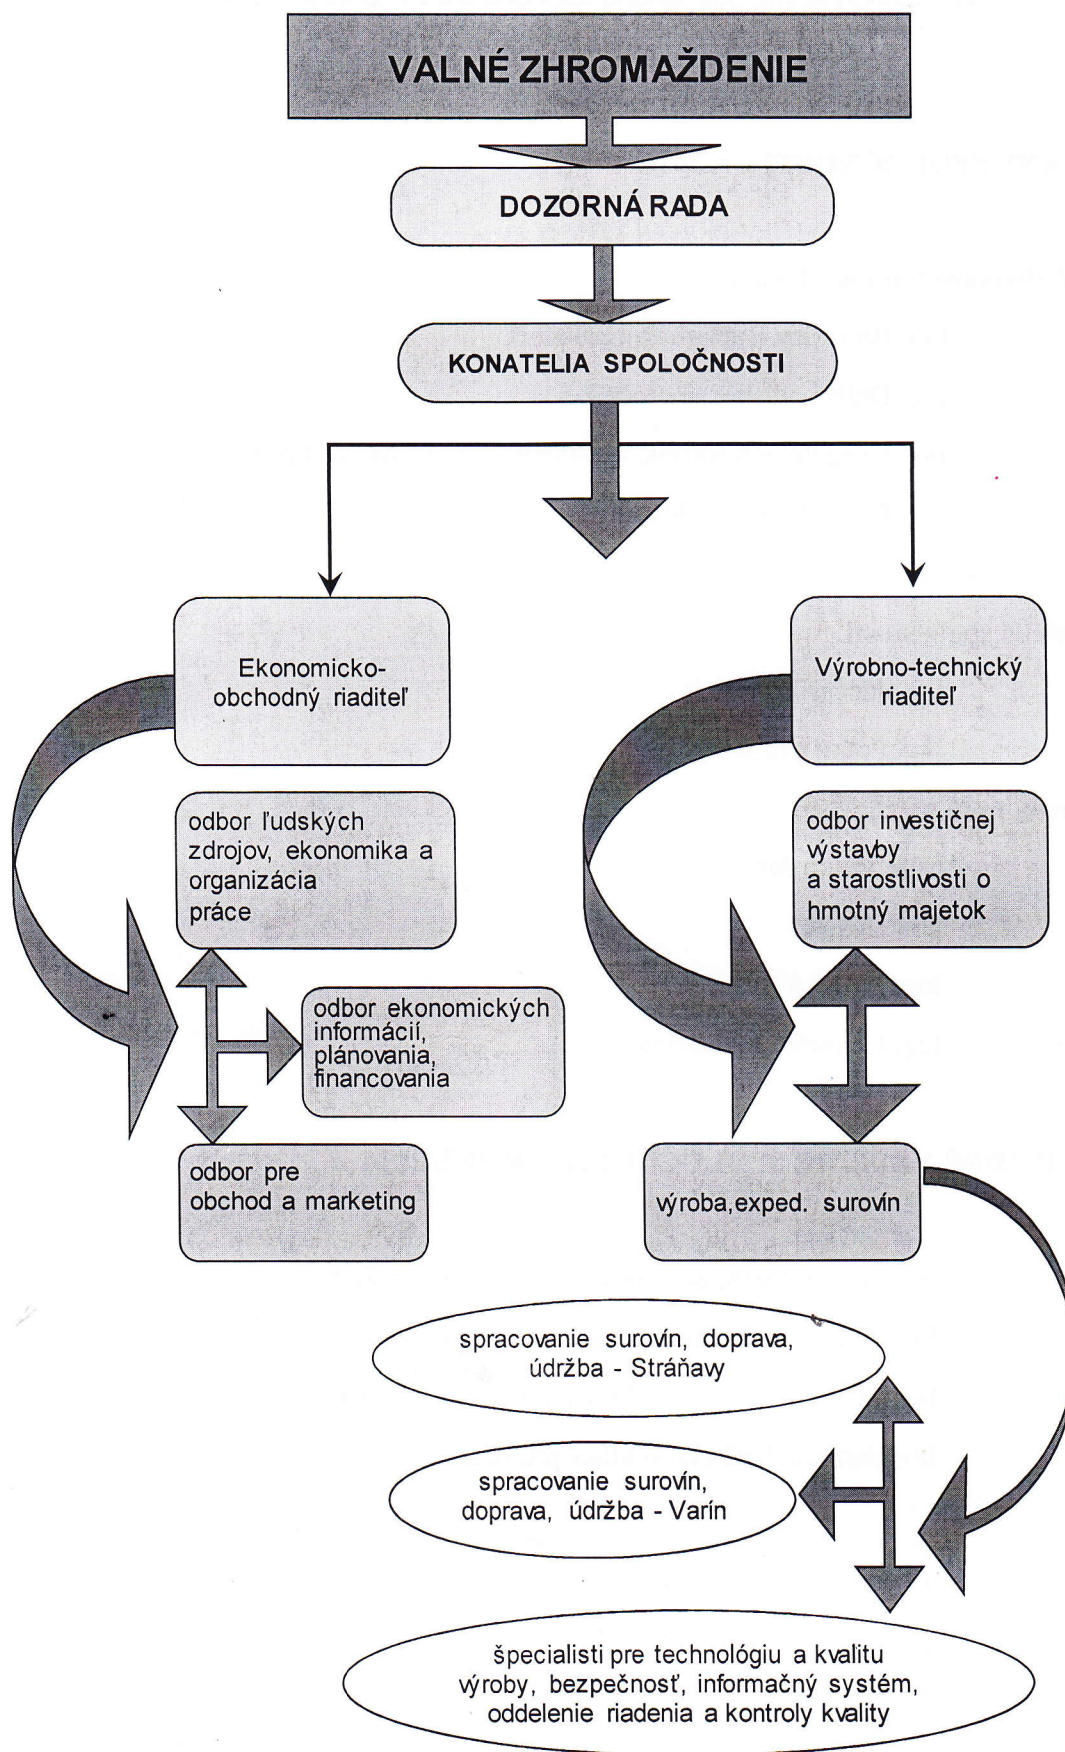 VALNÉ ZHROMAŽDENIE
DOZORNÁ RADA
KONATELIA SPOLOČNOSTI
Ekonomicko-
obchodný riaditeľ
Výrobno-technický
riaditeľ
odbor ľudských
zdrojov, ekonomika a
organizácia
práce
odbor investičnej
výstavby
a starostlivosti o
hmotný majetok
odbor ekonomických
informácií,
plánovania,
financovania
odbor pre
obchod a marketing
výroba,exped. surovín
spracovanie surovín, doprava,
údržba - Stráňavy
spracovanie surovín,
doprava, údržba - Varín
špecialisti pre technológiu a kvalitu
výroby, bezpečnosť, informačný systém,
oddelenie riadenia a kontroly kvality